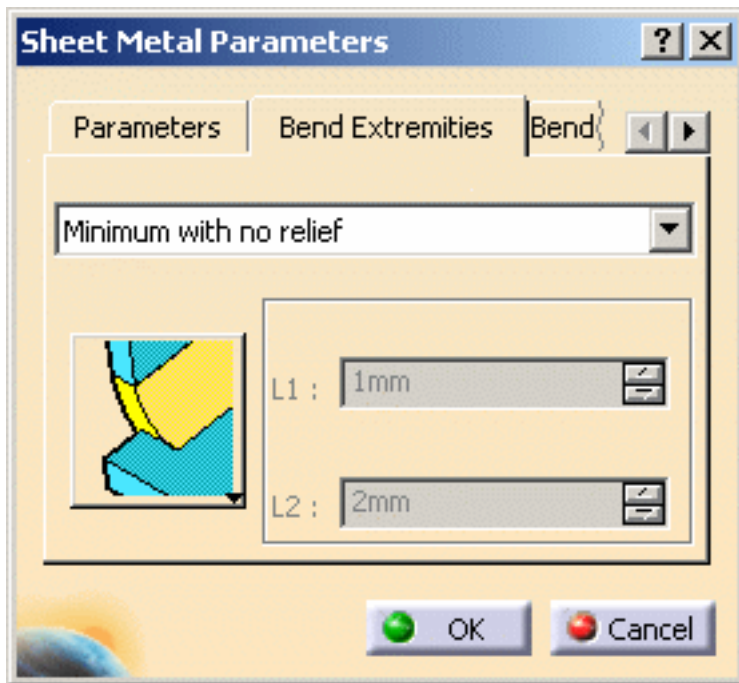 Sheet Metal Parameters
Parameters Bend Extremities Bend
Minimum with no relief
L1 : 1mm
L2 : 2mm
OK Cancel